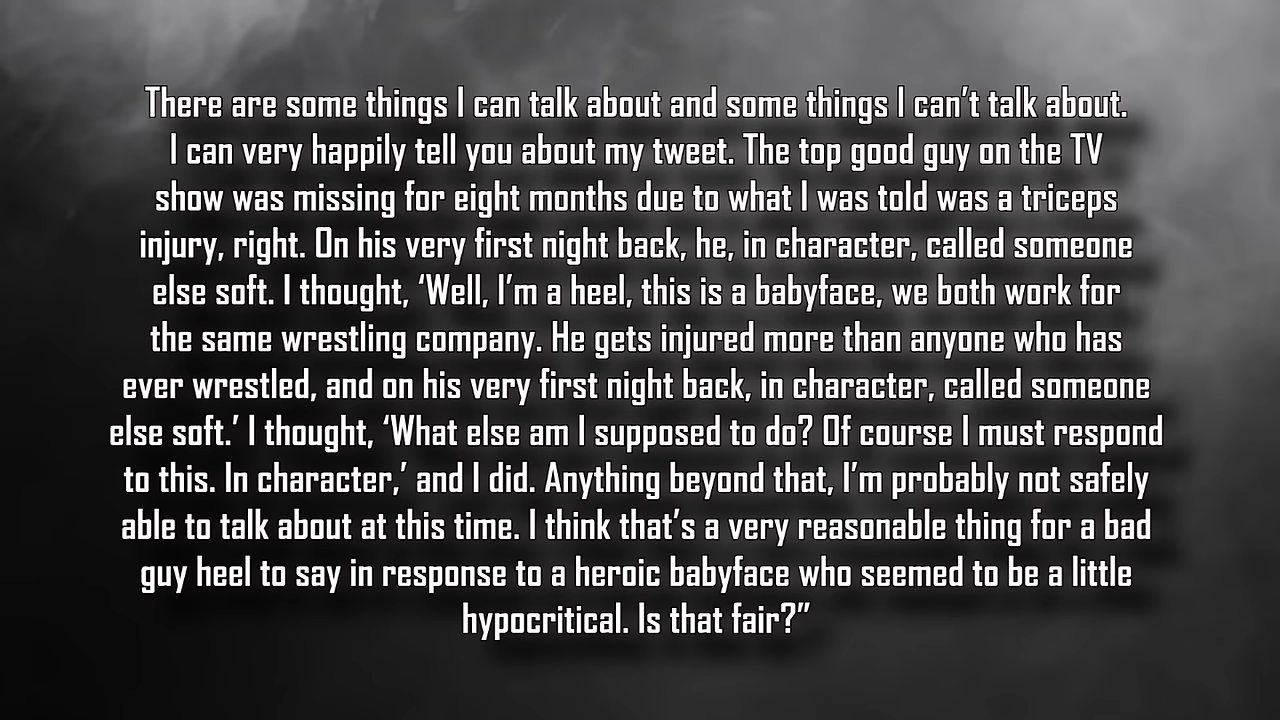 There are some things I can talk about and some things I can’t talk about.
I can very happily tell you about my tweet. The top good guy on the TV
show was missing for eight months due to what I was told was a triceps
injury, right. On his very first night back, he, in character, called someone
else soft. I thought, ‘Well, I’m a heel, this is a babyface, we both work for
the same wrestling company. He gets injured more than anyone who has
ever wrestled, and on his very first night back, in character, called someone
else soft.’ I thought, ‘What else am I supposed to do? Of course I must respond
to this. In character,’ and I did. Anything beyond that, I’m probably not safely
able to talk about at this time. I think that’s a very reasonable thing for a bad
guy heel to say in response to a heroic babyface who seemed to be a little
hypocritical. Is that fair?”